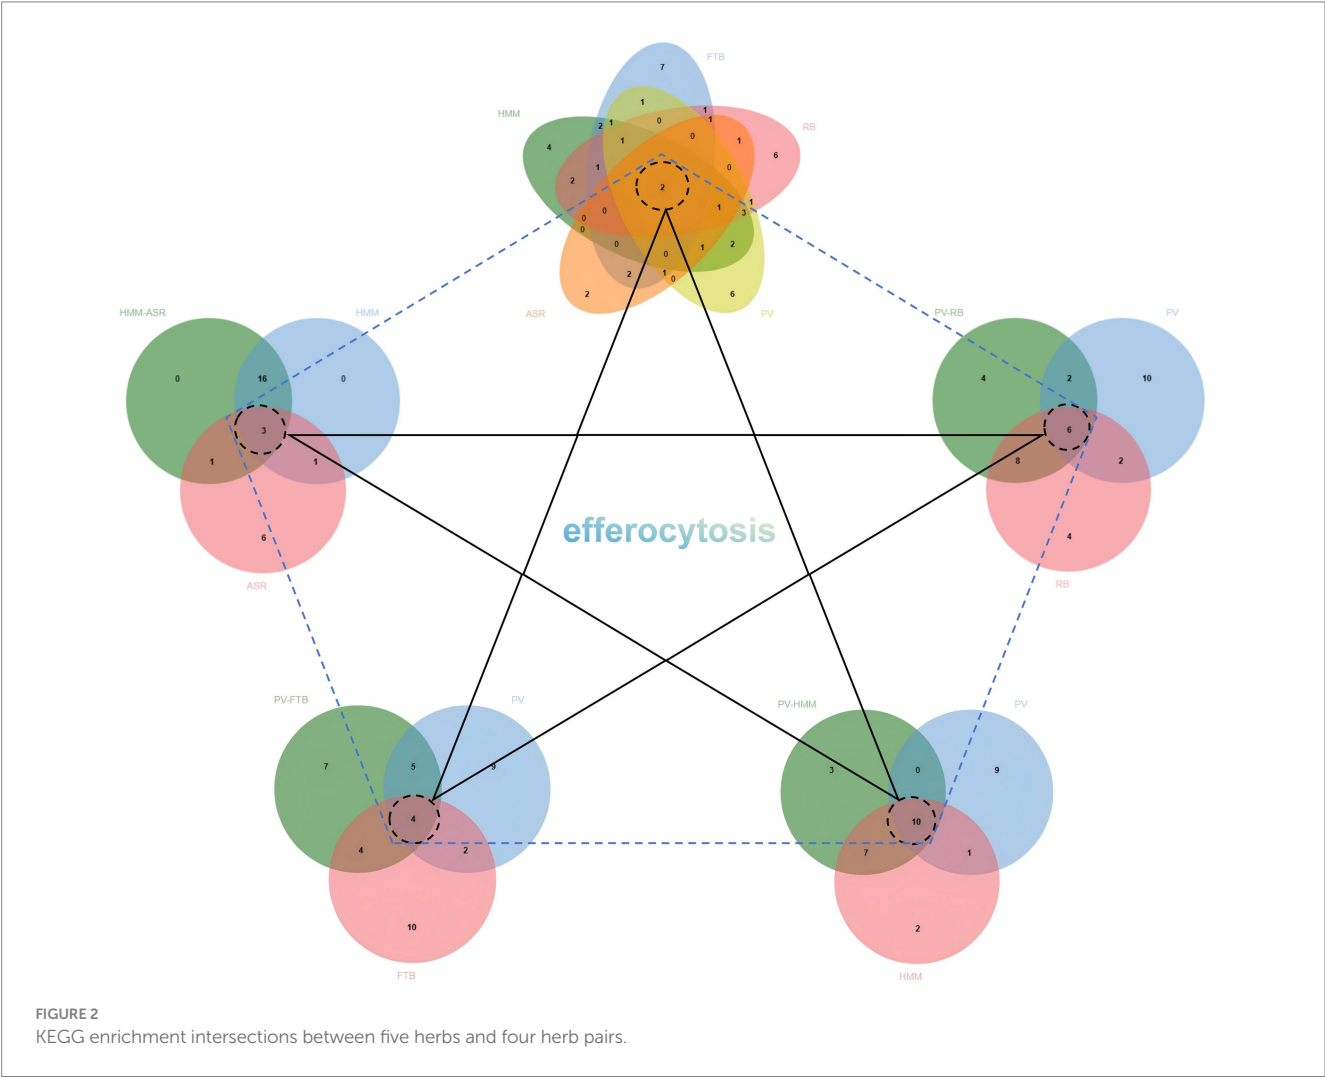 FTB
7
HMM
1
1
RB
2
1
0
1
4
1
0
1
6
1
0
2
2
0
0
1
1
3
0
0
2
1
0
2
1
0
2
6
ASR
PV
HMM-ASR
HMM
0
16
0
3
1
1
6
ASR
PV-RB
PV
4
2
10
6
8
2
4
RB
efferocytosis
PV-FTB
PV
7
5
9
4
4
2
10
FTB
PV-HMM
PV
3
0
9
10
7
1
2
HMM
FIGURE 2
KEGG enrichment intersections between five herbs and four herb pairs.